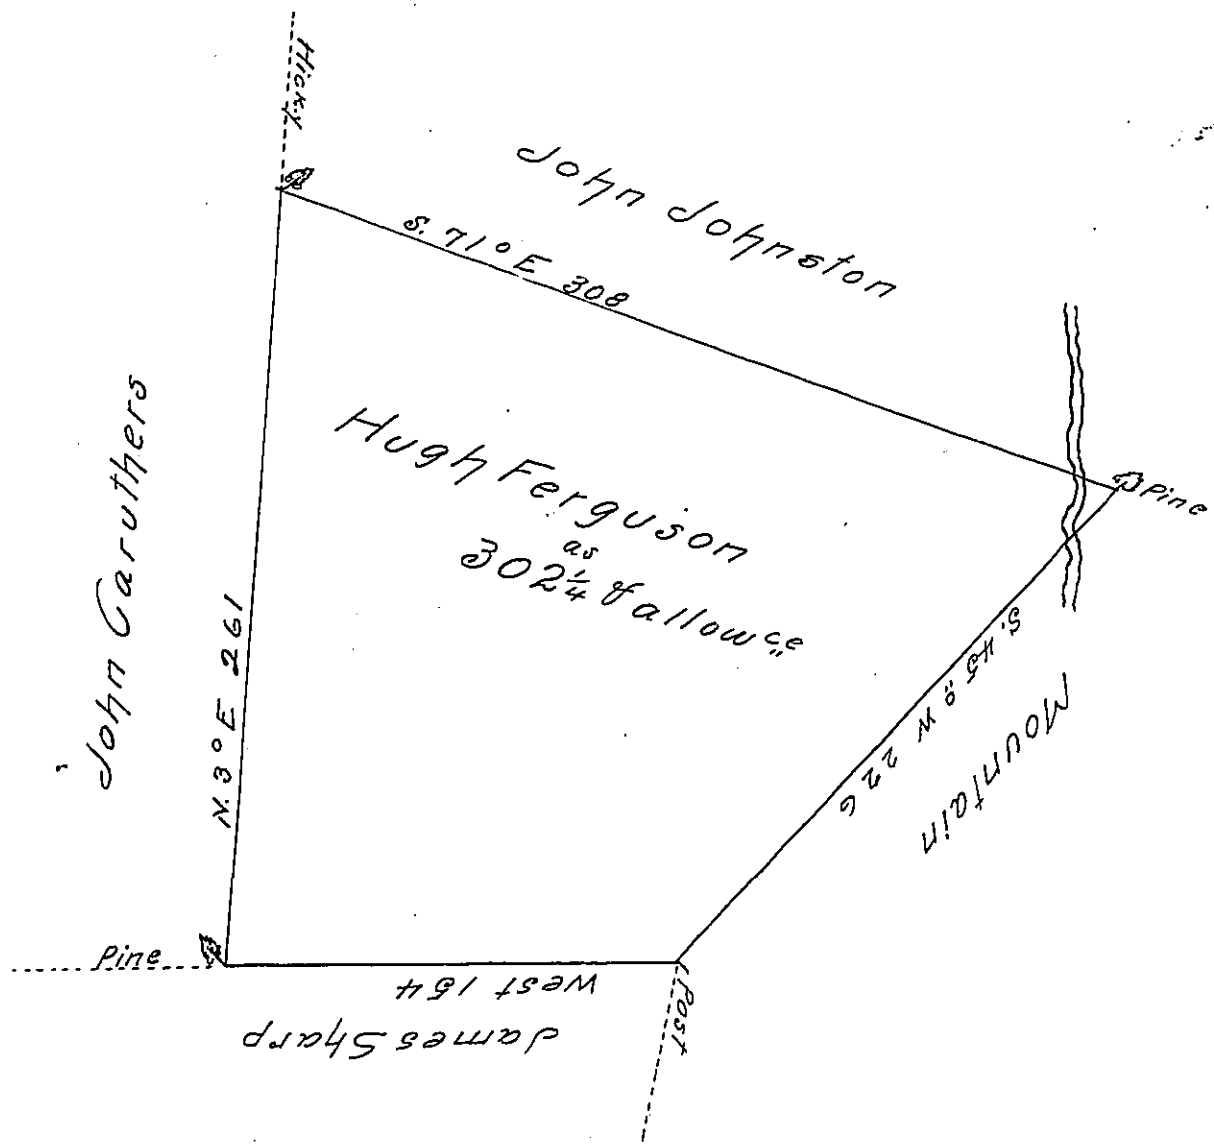 Hick.y
John Johnston
S. 71° E 308
John Caruthers
Hugh Ferguson
as
302¼ & allowce
Pine
N. 3° E 261
S. 45° W 226
Mountain
Pine
West 154
Post
James Sharp